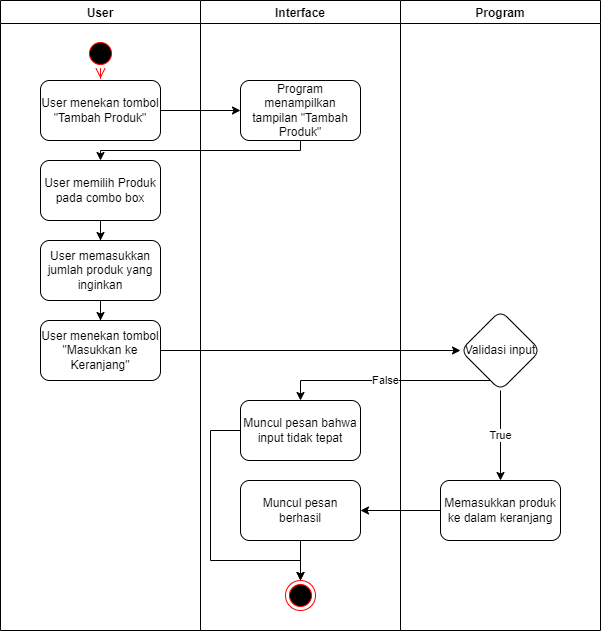 User
Interface
Program
User menekan tombol
"Tambah Produk"
Program
menampilkan
tampilan "Tambah
Produk"
User memilih Produk
pada combo box
User memasukkan
jumlah produk yang
inginkan
User menekan tombol
"Masukkan ke
Keranjang"
Validasi input
False
Muncul pesan bahwa
input tidak tepat
True
Muncul pesan
berhasil
Memasukkan produk
ke dalam keranjang